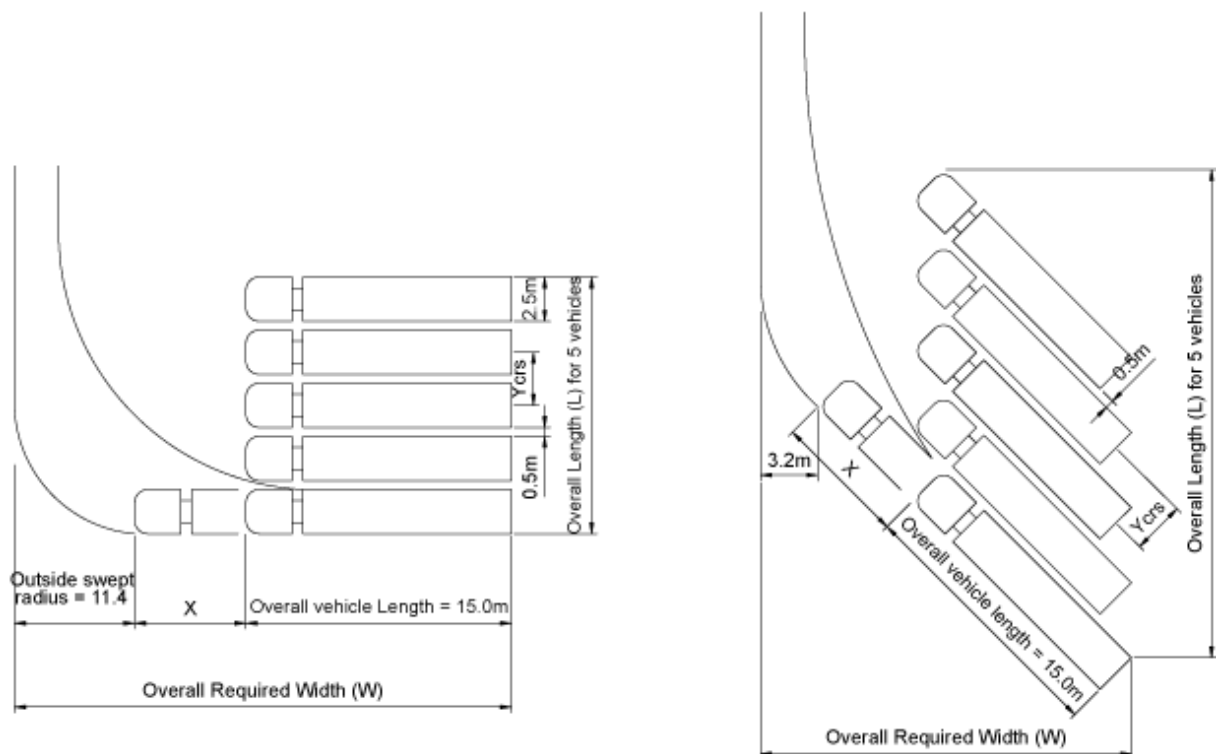 2.5m
Ycrs
0.5m
Overall Length (L) for 5 vehicles
Outside swept
radius = 11.4
X
Overall vehicle Length = 15.0m
Overall Required Width (W)
0.5m
3.2m
X
Overall vehicle length = 15.0m
Ycrs
Overall Length (L) for 5 vehicles
Overall Required Width (W)